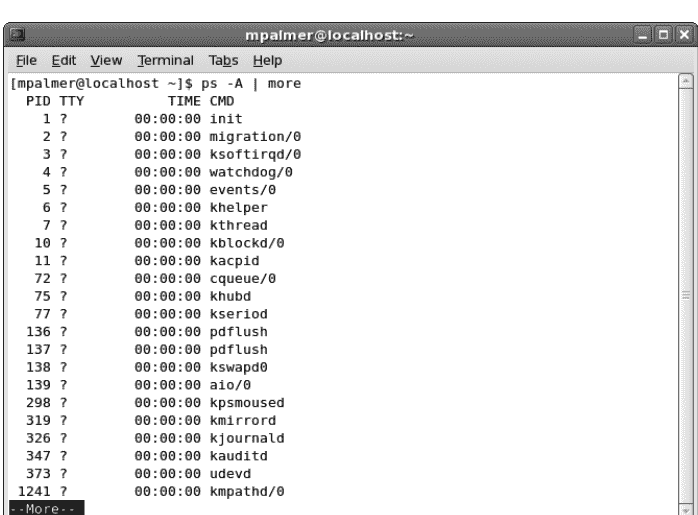 mpalmer@localhost:~
File Edit View Terminal Tabs Help
[mpalmer@localhost ~]$ ps -A | more
PID TTY TIME CMD
1 ? 00:00:00 init
2 ? 00:00:00 migration/0
3 ? 00:00:00 ksoftirqd/0
4 ? 00:00:00 watchdog/0
5 ? 00:00:00 events/0
6 ? 00:00:00 khelper
7 ? 00:00:00 kthread
10 ? 00:00:00 kblockd/0
11 ? 00:00:00 kacpid
72 ? 00:00:00 cqueue/0
75 ? 00:00:00 khubd
77 ? 00:00:00 kseriod
136 ? 00:00:00 pdflush
137 ? 00:00:00 pdflush
138 ? 00:00:00 kswapd0
139 ? 00:00:00 aio/0
298 ? 00:00:00 kpsmoused
319 ? 00:00:00 kmirrord
326 ? 00:00:00 kjournald
347 ? 00:00:00 kauditd
373 ? 00:00:00 udevd
1241 ? 00:00:00 kmpathd/0
--More--